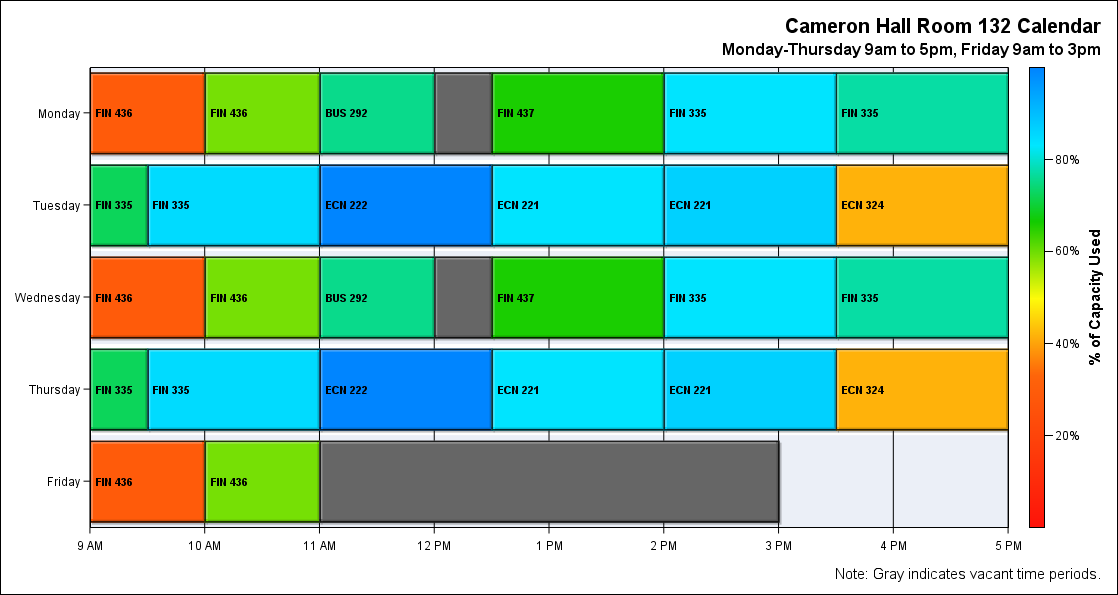 Cameron Hall Room 132 Calendar
Monday-Thursday 9am to 5pm, Friday 9am to 3pm
Monday
FIN 436
FIN 436
BUS 292
FIN 437
FIN 335
FIN 335
Tuesday
FIN 335
FIN 335
ECN 222
ECN 221
ECN 221
ECN 324
Wednesday
FIN 436
FIN 436
BUS 292
FIN 437
FIN 335
FIN 335
Thursday
FIN 335
FIN 335
ECN 222
ECN 221
ECN 221
ECN 324
Friday
FIN 436
FIN 436
9 AM
10 AM
11 AM
12 PM
1 PM
2 PM
3 PM
4 PM
5 PM
80%
60%
40%
20%
% of Capacity Used
Note: Gray indicates vacant time periods.